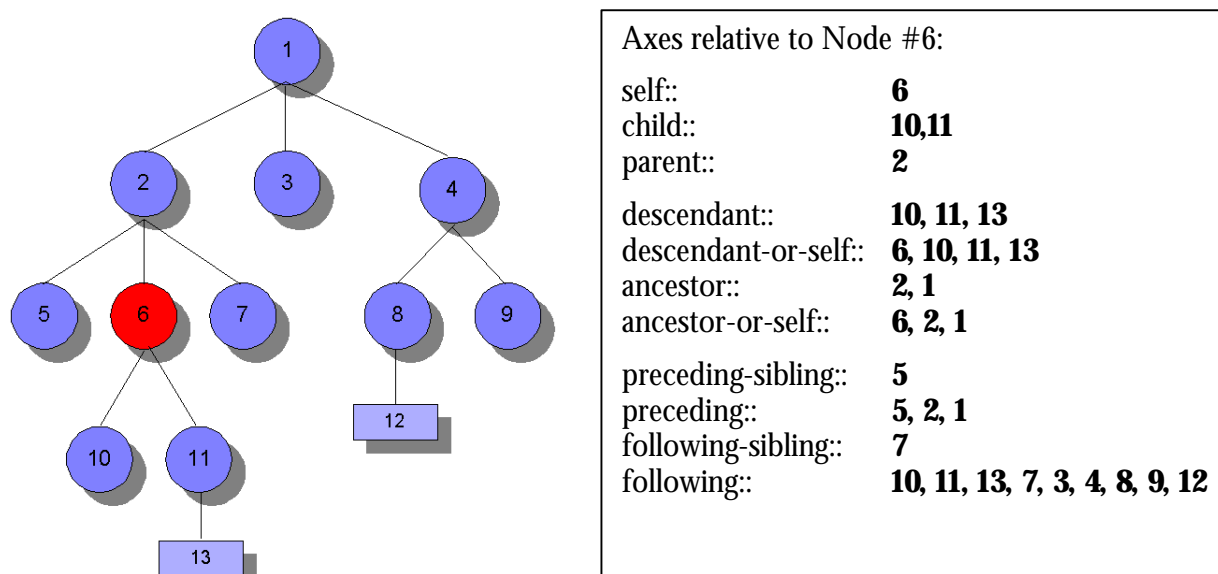 1
2
3
4
5
6
7
8
9
10
11
12
13
Axes relative to Node #6:
self:: 6
child:: 10,11
parent:: 2
descendant:: 10, 11, 13
descendant-or-self:: 6, 10, 11, 13
ancestor:: 2, 1
ancestor-or-self:: 6, 2, 1
preceding-sibling:: 5
preceding:: 5, 2, 1
following-sibling:: 7
following:: 10, 11, 13, 7, 3, 4, 8, 9, 12